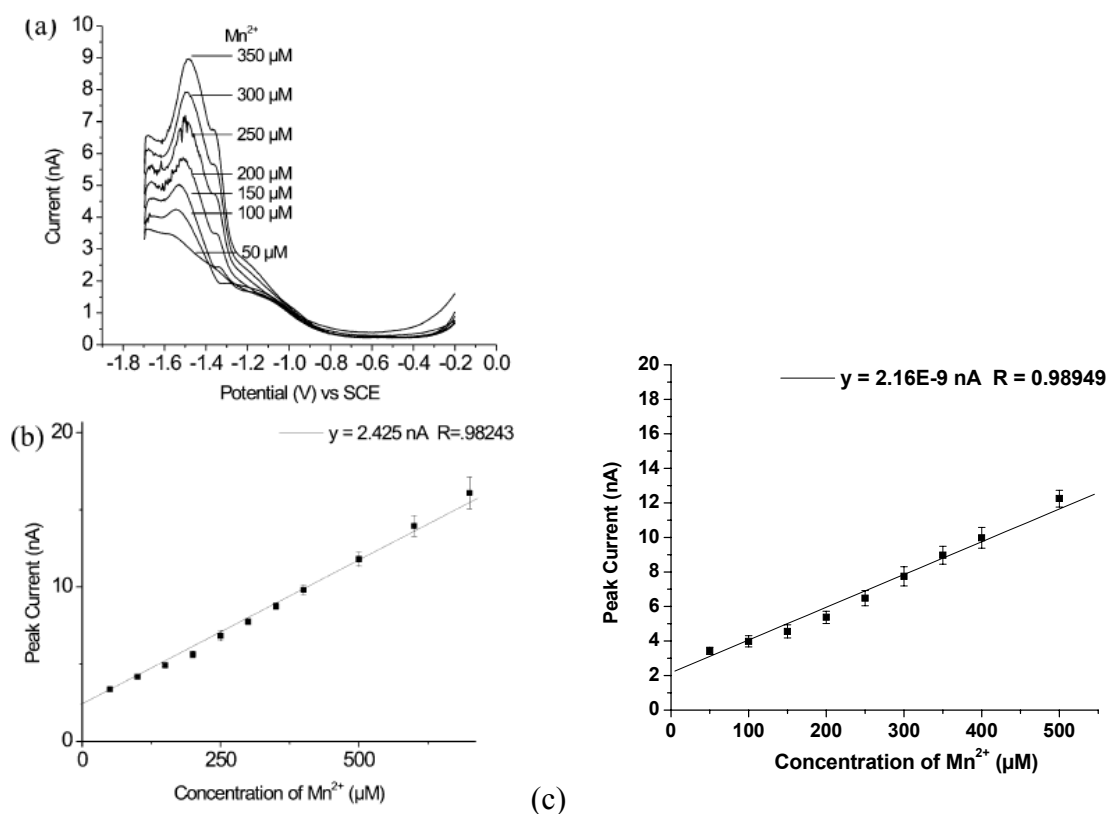 (a)
Mn2+
350 µM
300 µM
250 µM
200 µM
150 µM
100 µM
50 µM
10
9
8
7
6
5
4
3
2
1
0
Current (nA)
-1.8 -1.6 -1.4 -1.2 -1.0 -0.8 -0.6 -0.4 -0.2 0.0
Potential (V) vs SCE
(b)
y = 2.425 nA R=.98243
20
10
0
Peak Current (nA)
0 250 500
Concentration of Mn2+ (µM)
(c)
y = 2.16E-9 nA R = 0.98949
20
18
16
14
12
10
8
6
4
2
0
Peak Current (nA)
0 100 200 300 400 500
Concentration of Mn2+ (µM)